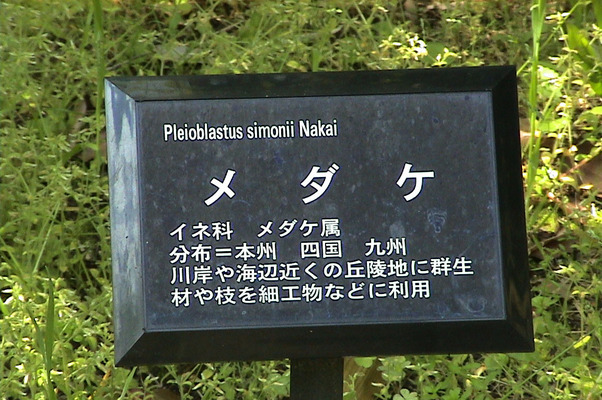 Pleioblastus simonii Nakai
メダケ
イネ科　メダケ属
分布＝本州　四国　九州
川岸や海辺近くの丘陵地に群生
材や枝を細工物などに利用